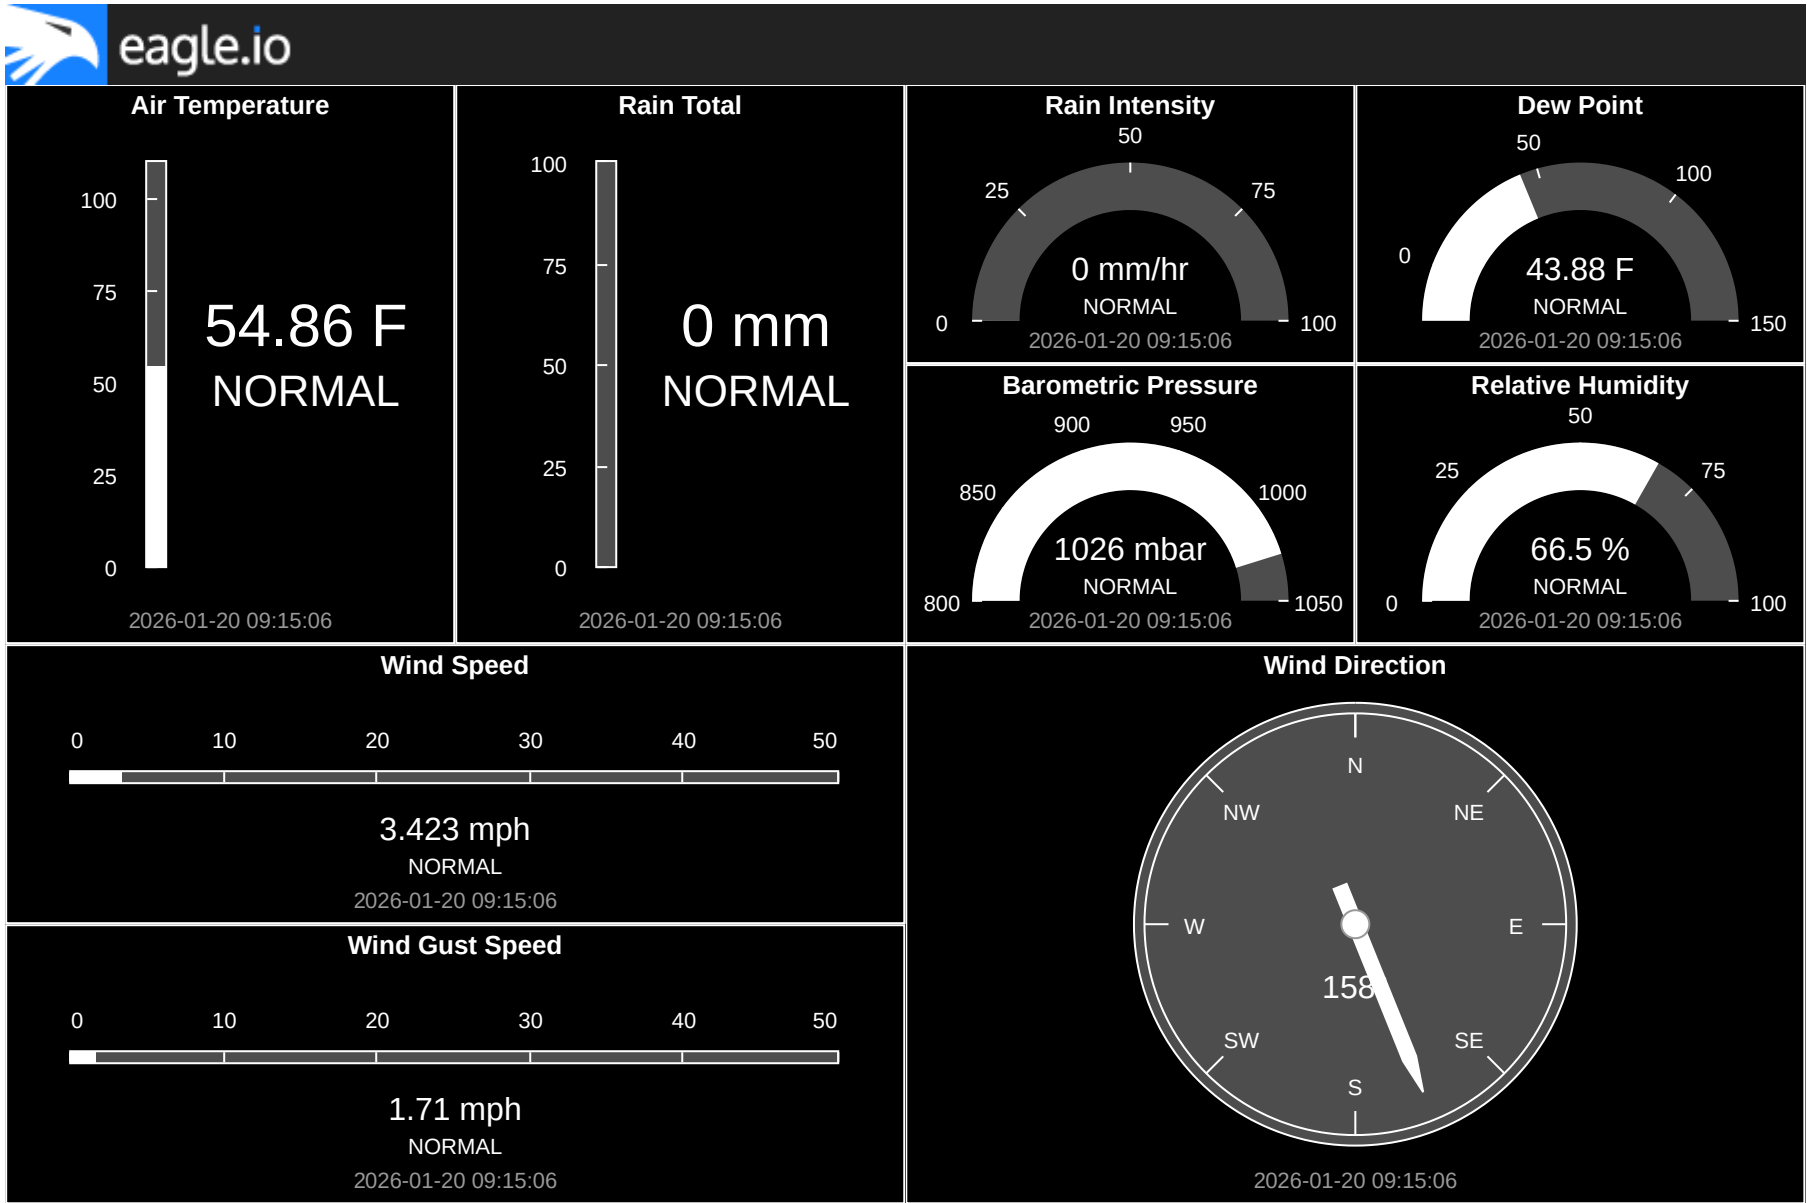 eagle.io
Air Temperature
100
75
50
25
0
54.86 F
NORMAL
2026-01-20 09:15:06
Rain Total
100
75
50
25
0
0 mm
NORMAL
2026-01-20 09:15:06
Rain Intensity
50
25
75
0
100
0 mm/hr
NORMAL
2026-01-20 09:15:06
Dew Point
50
100
0
150
43.88 F
NORMAL
2026-01-20 09:15:06
Barometric Pressure
900
950
850
1000
800
1050
1026 mbar
NORMAL
2026-01-20 09:15:06
Relative Humidity
50
25
75
0
100
66.5 %
NORMAL
2026-01-20 09:15:06
Wind Speed
0 10 20 30 40 50
3.423 mph
NORMAL
2026-01-20 09:15:06
Wind Gust Speed
0 10 20 30 40 50
1.71 mph
NORMAL
2026-01-20 09:15:06
Wind Direction
N
NW
NE
W
E
158
SW
SE
S
2026-01-20 09:15:06